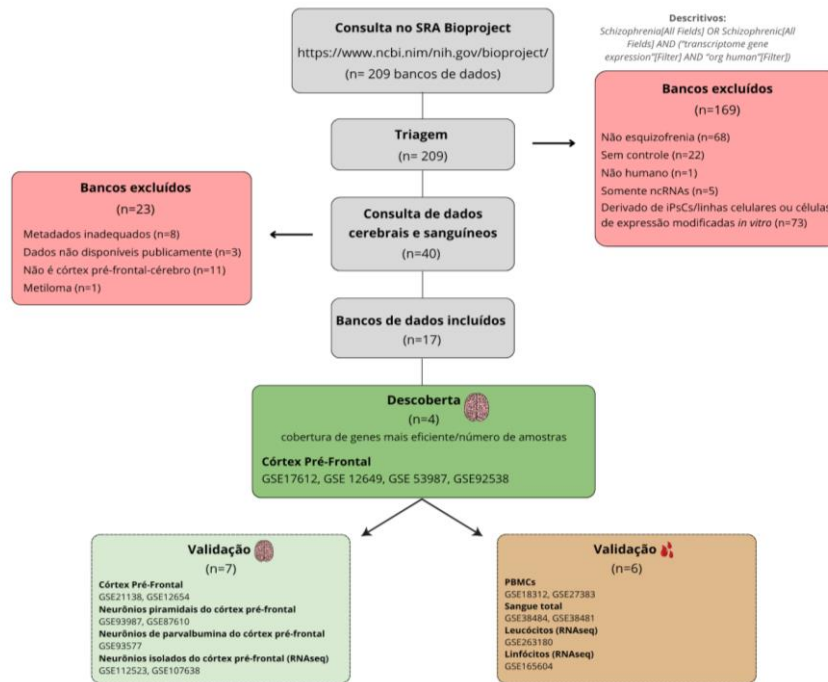 Consulta no SRA Bioproject
https://www.ncbi.nim/nih.gov/bioproject/
(n= 209 bancos de dados)
Descritivos:
Schizophrenia[All Fields] OR Schizophrenic[All
Fields] AND ("transcriptome gene
expression"[Filter] AND "org human"[Filter])
Triagem
(n= 209)
Bancos excluídos
(n=169)
Não esquizofrenia (n=68)
Sem controle (n=22)
Não humano (n=1)
Somente ncRNAs (n=5)
Derivado de iPsCs/linhas celulares ou células
de expressão modificadas in vitro (n=73)
Bancos excluídos
(n=23)
Metadados inadequados (n=8)
Dados não disponíveis publicamente (n=3)
Não é córtex pré-frontal-cérebro (n=11)
Metiloma (n=1)
Consulta de dados
cerebrais e sanguíneos
(n=40)
Bancos de dados incluídos
(n=17)
Descoberta
(n=4)
cobertura de genes mais eficiente/número de amostras
Córtex Pré-Frontal
GSE17612, GSE 12649, GSE 53987, GSE92538
Validação
(n=7)
Córtex Pré-Frontal
GSE21138, GSE12654
Neurônios piramidais do córtex pré-frontal
GSE93987, GSE87610
Neurônios de parvalbumina do córtex pré-frontal
GSE93577
Neurônios isolados do córtex pré-frontal (RNAseq)
GSE112523, GSE107638
Validação
(n=6)
PBMCs
GSE18312, GSE27383
Sangue total
GSE38484, GSE38481
Leucócitos (RNAseq)
GSE263180
Linfócitos (RNAseq)
GSE165604